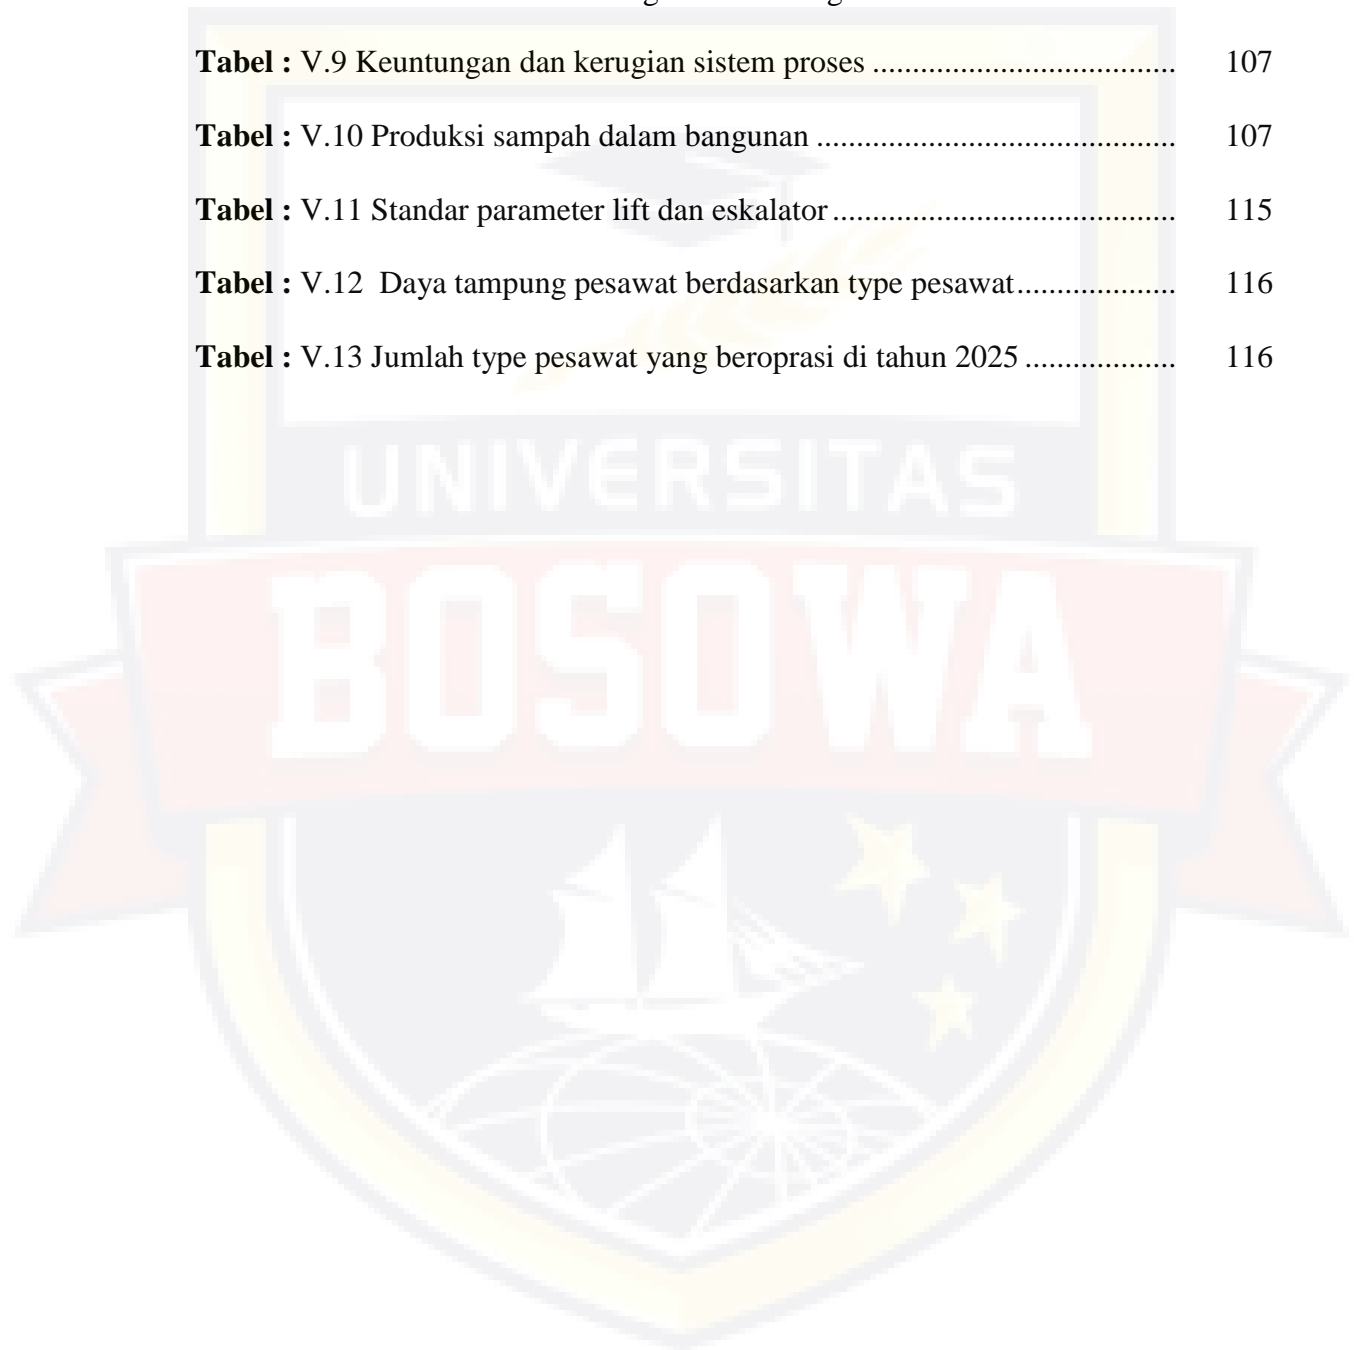 Tabel : V.9 Keuntungan dan kerugian sistem proses ...................................... 107
Tabel : V.10 Produksi sampah dalam bangunan ............................................. 107
Tabel : V.11 Standar parameter lift dan eskalator ........................................... 115
Tabel : V.12  Daya tampung pesawat berdasarkan type pesawat.................... 116
Tabel : V.13 Jumlah type pesawat yang beroprasi di tahun 2025 ................... 116
UNIVERSITAS
BOSOWA